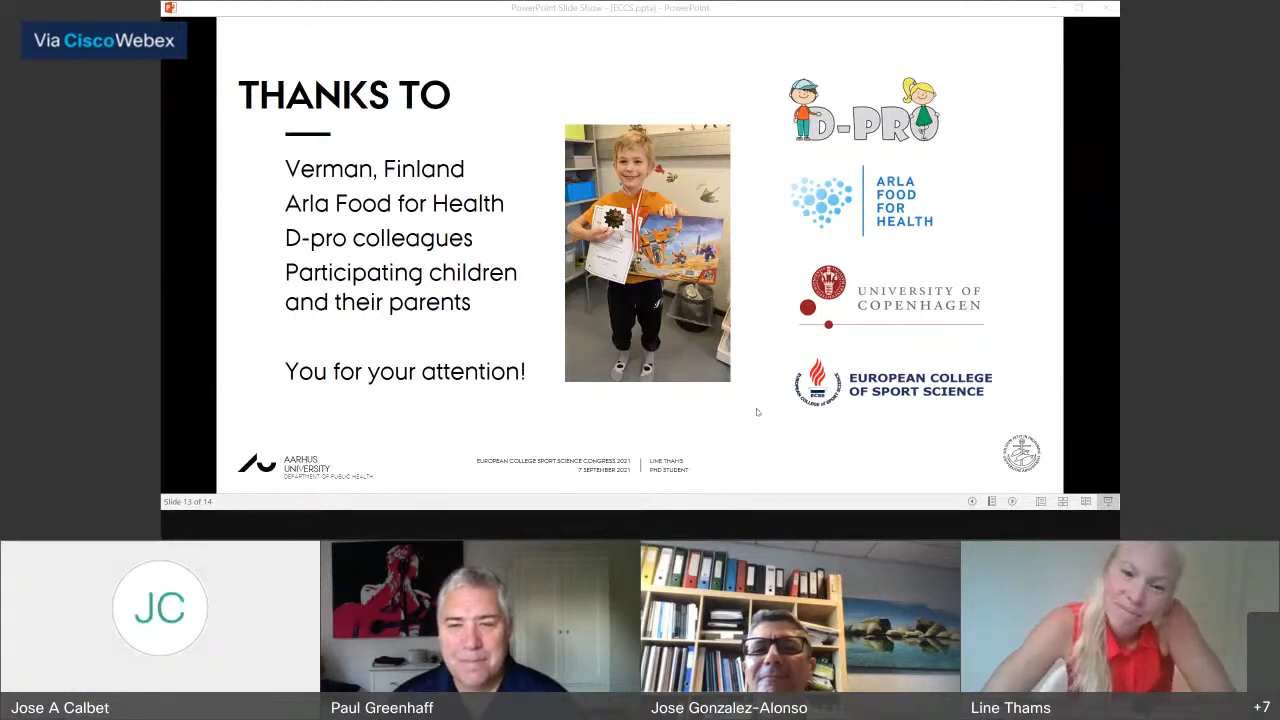 PowerPoint Slide Show - [ECCS.pptx] - PowerPoint
Via CiscoWebex
THANKS TO
Verman, Finland
Arla Food for Health
D-pro colleagues
Participating children
and their parents
You for your attention!
D-PRO
ARLA
FOOD
FOR
HEALTH
UNIVERSITY OF
COPENHAGEN
ECSS
EUROPEAN COLLEGE
OF SPORT SCIENCE
AARHUS
UNIVERSITY
DEPARTMENT OF PUBLIC HEALTH
EUROPEAN COLLEGE SPORT SCIENCE CONGRESS 2021
7 SEPTEMBER 2021
LINE THAMS
PHD STUDENT
Slide 13 of 14
JC
Jose A Calbet
Paul Greenhaff
Jose Gonzalez-Alonso
Line Thams
+7